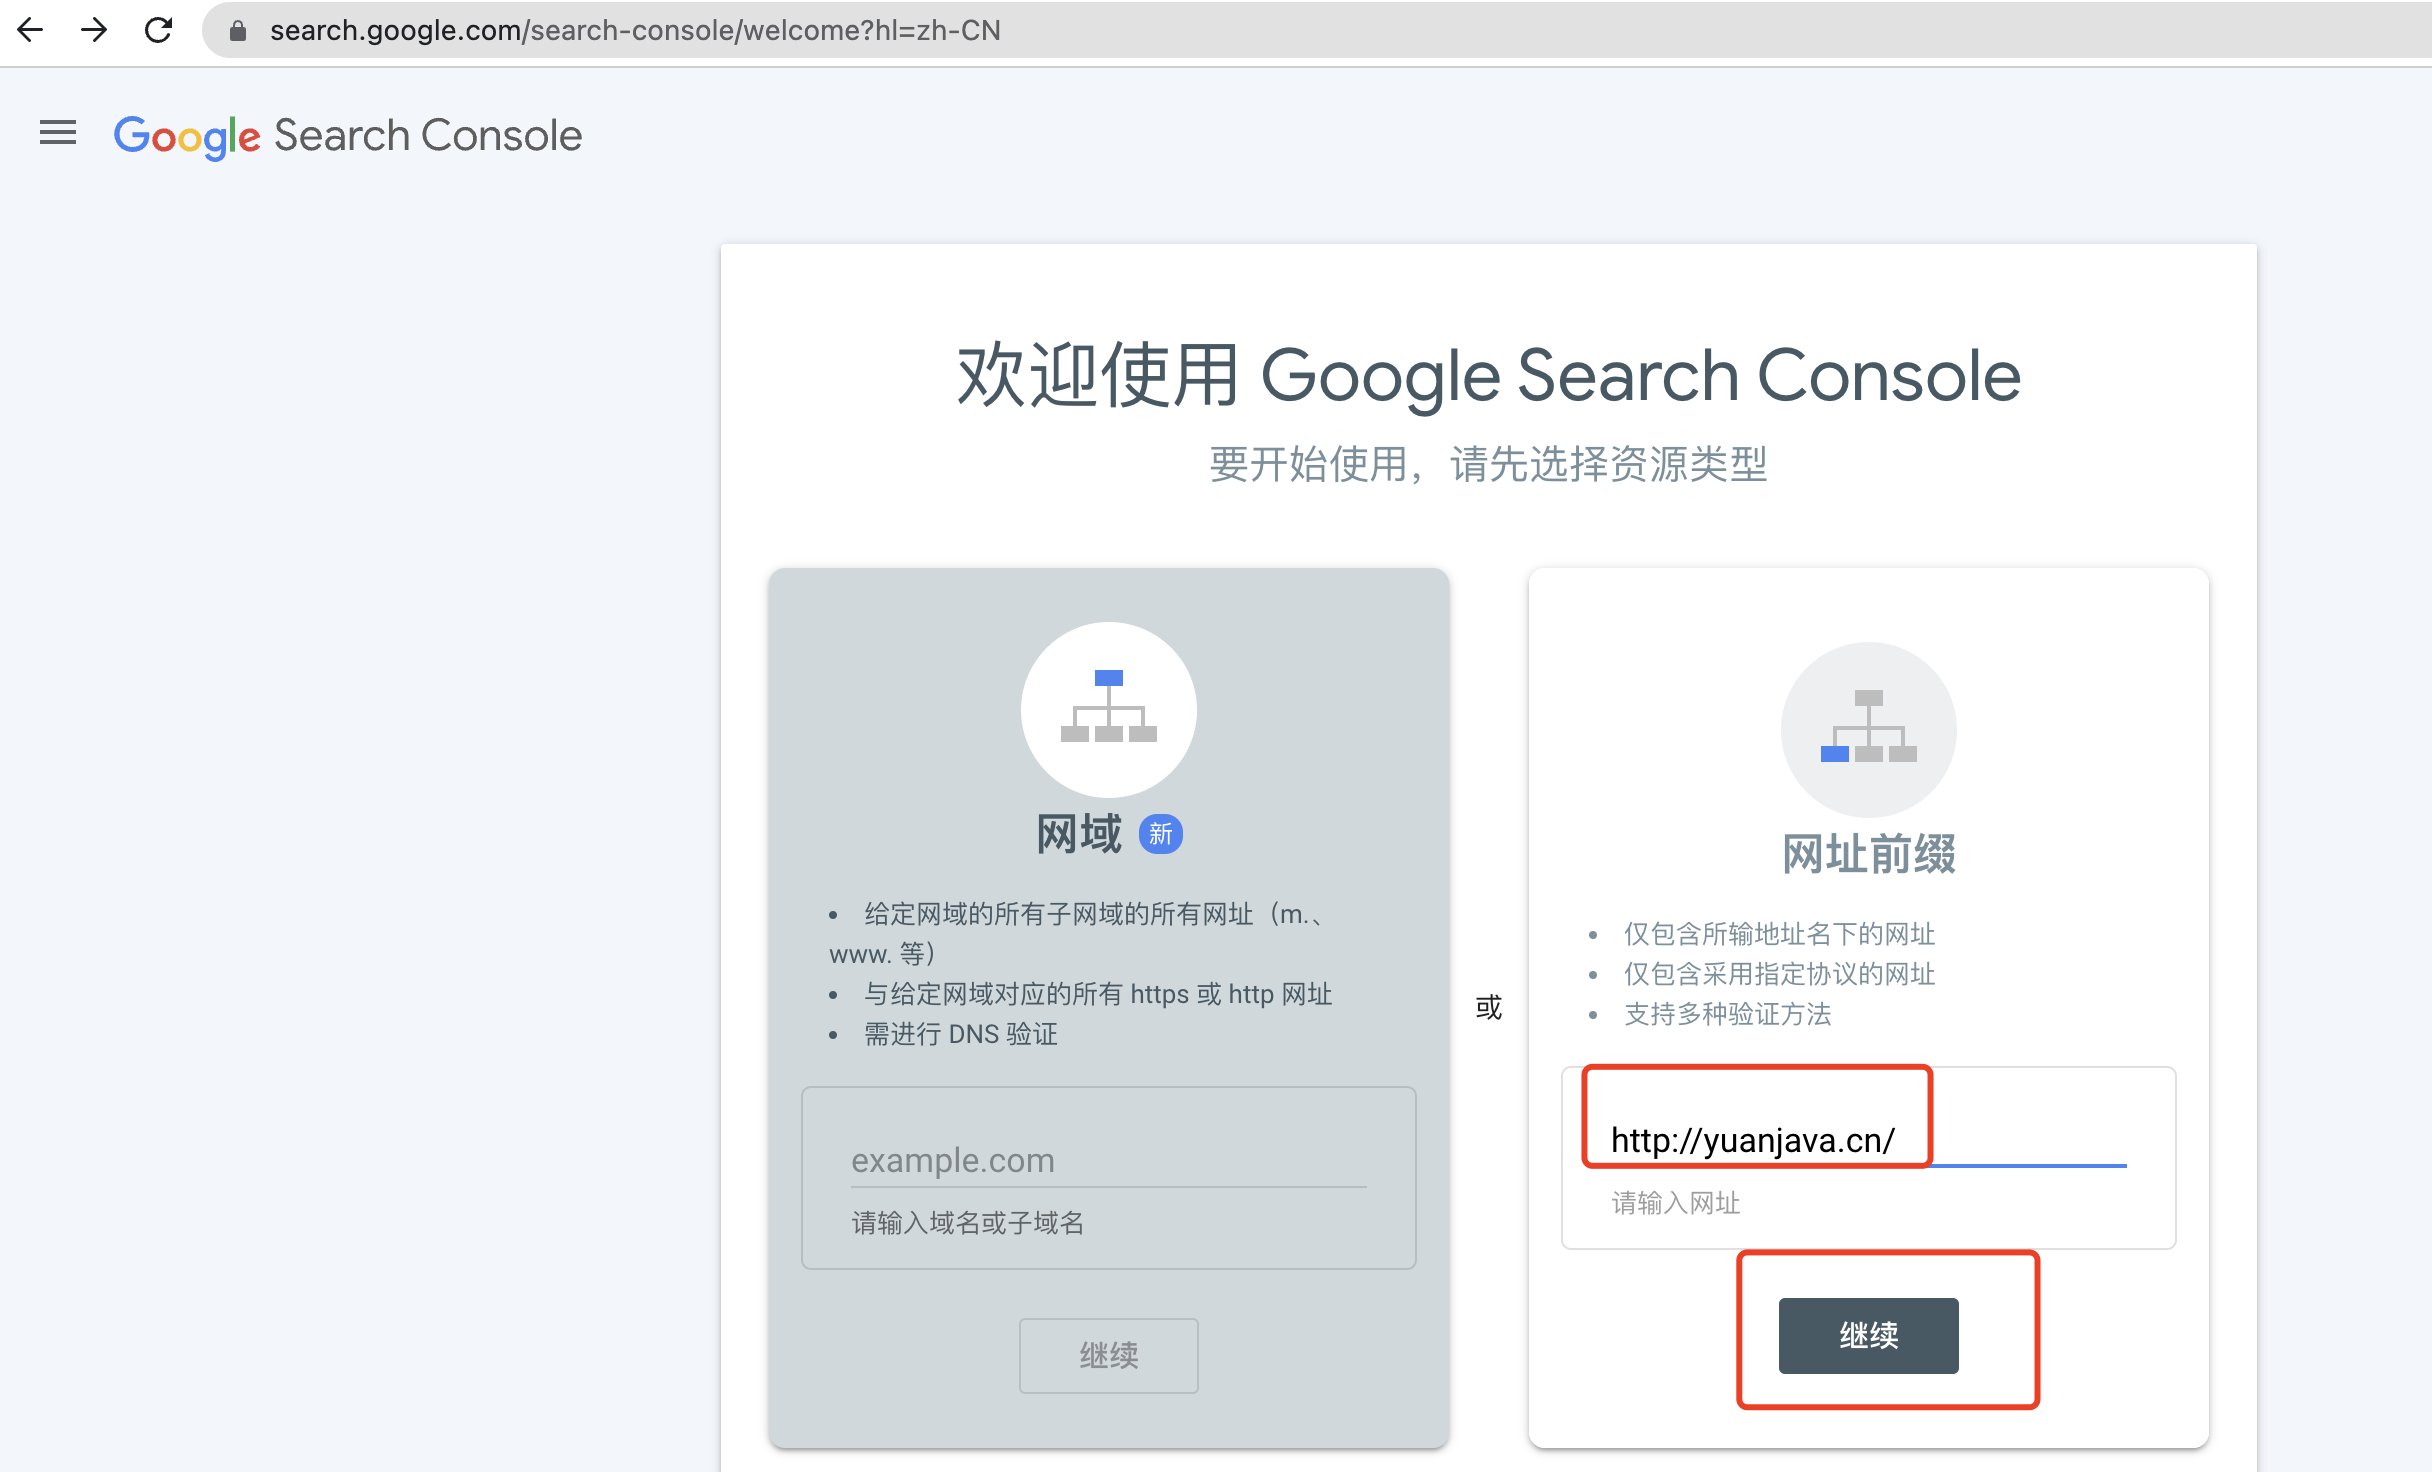 search.google.com/search-console/welcome?hl=zh-CN
Google Search Console
欢迎使用 Google Search Console
要开始使用，请先选择资源类型
网域 新
• 给定网域的所有子网域的所有网址（m.、
www. 等）
• 与给定网域对应的所有 https 或 http 网址
• 需进行 DNS 验证
example.com
请输入域名或子域名
继续
或
网址前缀
• 仅包含所输地址名下的网址
• 仅包含采用指定协议的网址
• 支持多种验证方法
http://yuanjava.cn/
请输入网址
继续